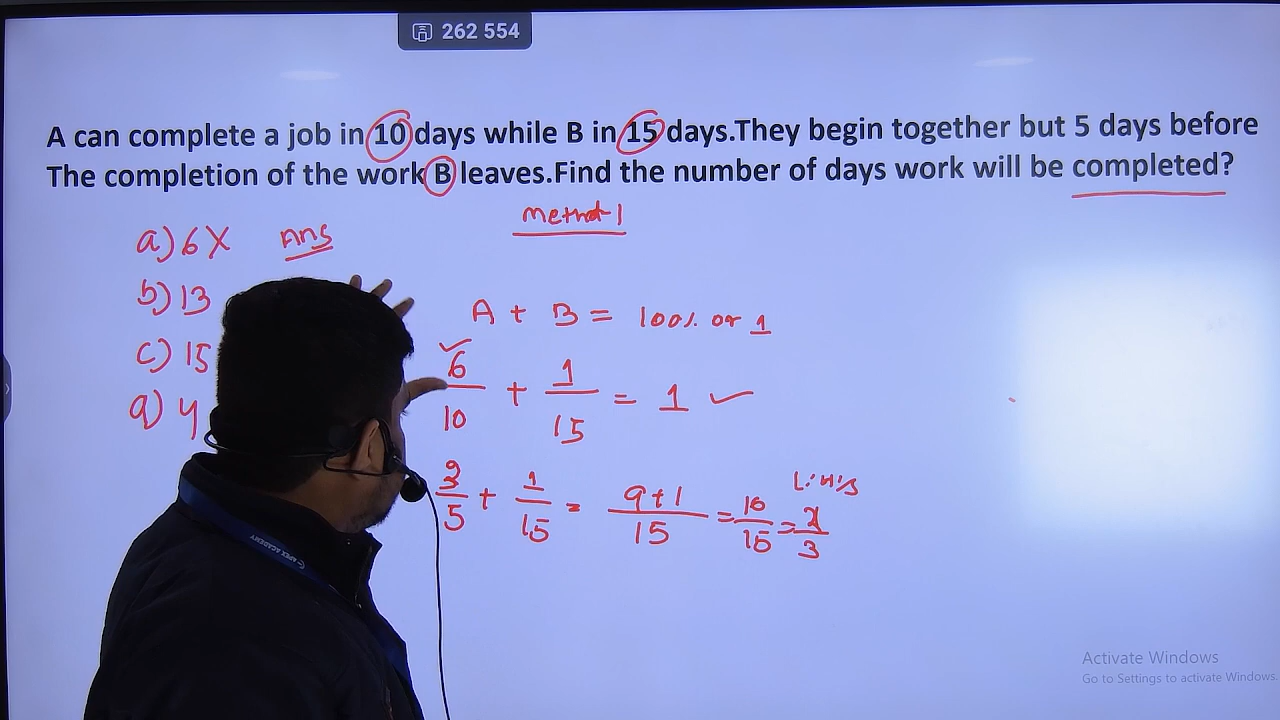 262 554
A can complete a job in 10 days while B in 15 days.They begin together but 5 days before
The completion of the work B leaves.Find the number of days work will be completed?
Method-1
a) 6 X Ans
b) 13
c) 15
A + B = 100% or 1
6/10 + 1/15 = 1 ✓
3/5 + 1/15 = 9+1/15 = 10/15 = 2/3
L.H.S
APEX ACADEMY
Activate Windows
Go to Settings to activate Windows.